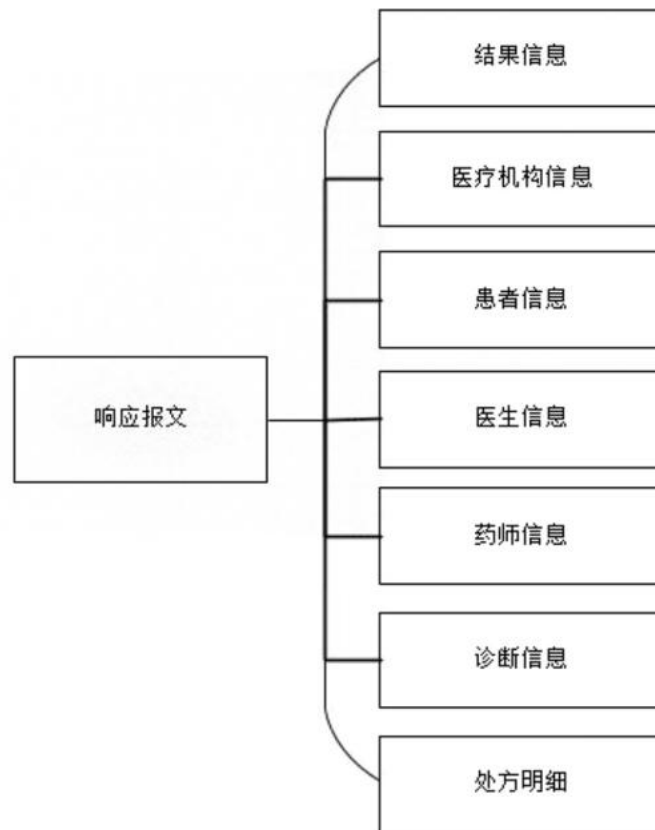 结果信息
医疗机构信息
患者信息
响应报文
医生信息
药师信息
诊断信息
处方明细